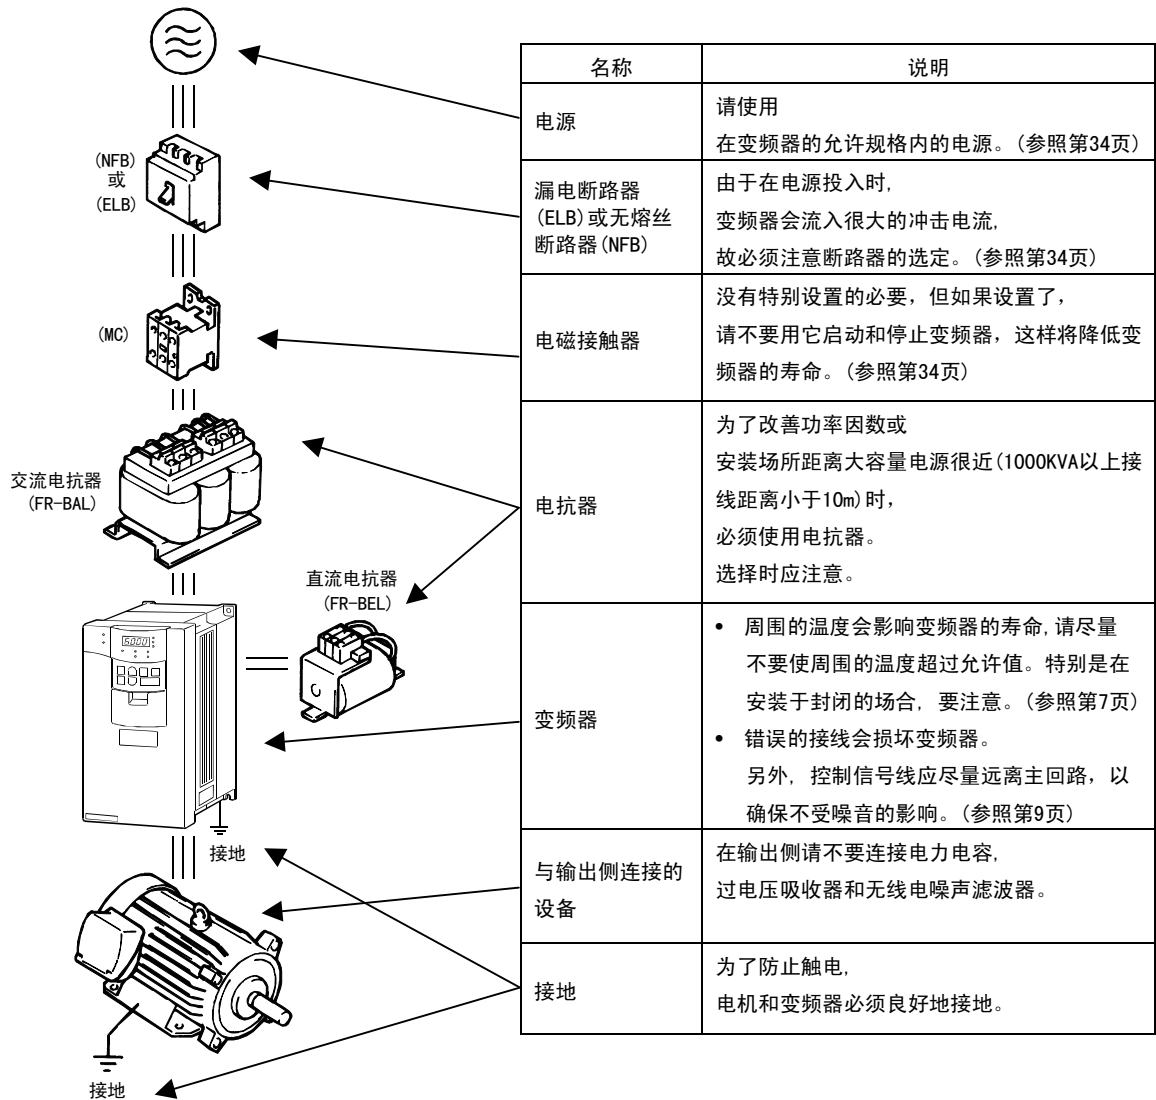 (NFB)
或
(ELB)
(MC)
交流电抗器
(FR-BAL)
直流电抗器
(FR-BEL)
接地
接地
名称
说明
电源
请使用
在变频器的允许规格内的电源。(参照第34页)
漏电断路器
(ELB)或无熔丝
断路器(NFB)
由于在电源投入时,
变频器会流入很大的冲击电流,
故必须注意断路器的选定。(参照第34页)
电磁接触器
没有特别设置的必要，但如果设置了，
请不要用它启动和停止变频器，这样将降低变
频器的寿命。(参照第34页)
电抗器
为了改善功率因数或
安装场所距离大容量电源很近(1000KVA以上接
线距离小于10m)时，
必须使用电抗器。
选择时应注意。
变频器
• 周围的温度会影响变频器的寿命,请尽量
不要使周围的温度超过允许值。特别是在
安装于封闭的场合, 要注意。(参照第7页)
• 错误的接线会损坏变频器。
另外, 控制信号线应尽量远离主回路，以
确保不受噪音的影响。(参照第9页)
与输出侧连接的
设备
在输出侧请不要连接电力电容,
过电压吸收器和无线电噪声滤波器。
接地
为了防止触电,
电机和变频器必须良好地接地。